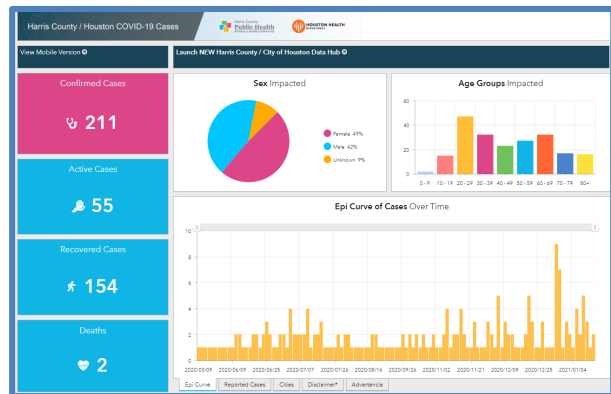 Harris County / Houston COVID-19 Cases
Harris County
Public Health
HOUSTON HEALTH
DEPARTMENT
View Mobile Version
Launch NEW Harris County / City of Houston Data Hub
Confirmed Cases
211
Active Cases
55
Recovered Cases
154
Deaths
2
Sex Impacted
Female 49%
Male 42%
Unknown 9%
Age Groups Impacted
60
40
20
0
0 - 9 10 - 19 20 - 29 30 - 39 40 - 49 50 - 59 60 - 69 70 - 79 80+
Epi Curve of Cases Over Time
10
8
6
4
2
0
2020/03/09 2020/06/09 2020/06/25 2020/07/07 2020/07/26 2020/08/16 2020/09/26 2020/11/02 2020/11/21 2020/12/09 2020/12/25 2021/01/04
Epi Curve Reported Cases Cities Disclaimer* Advertencia